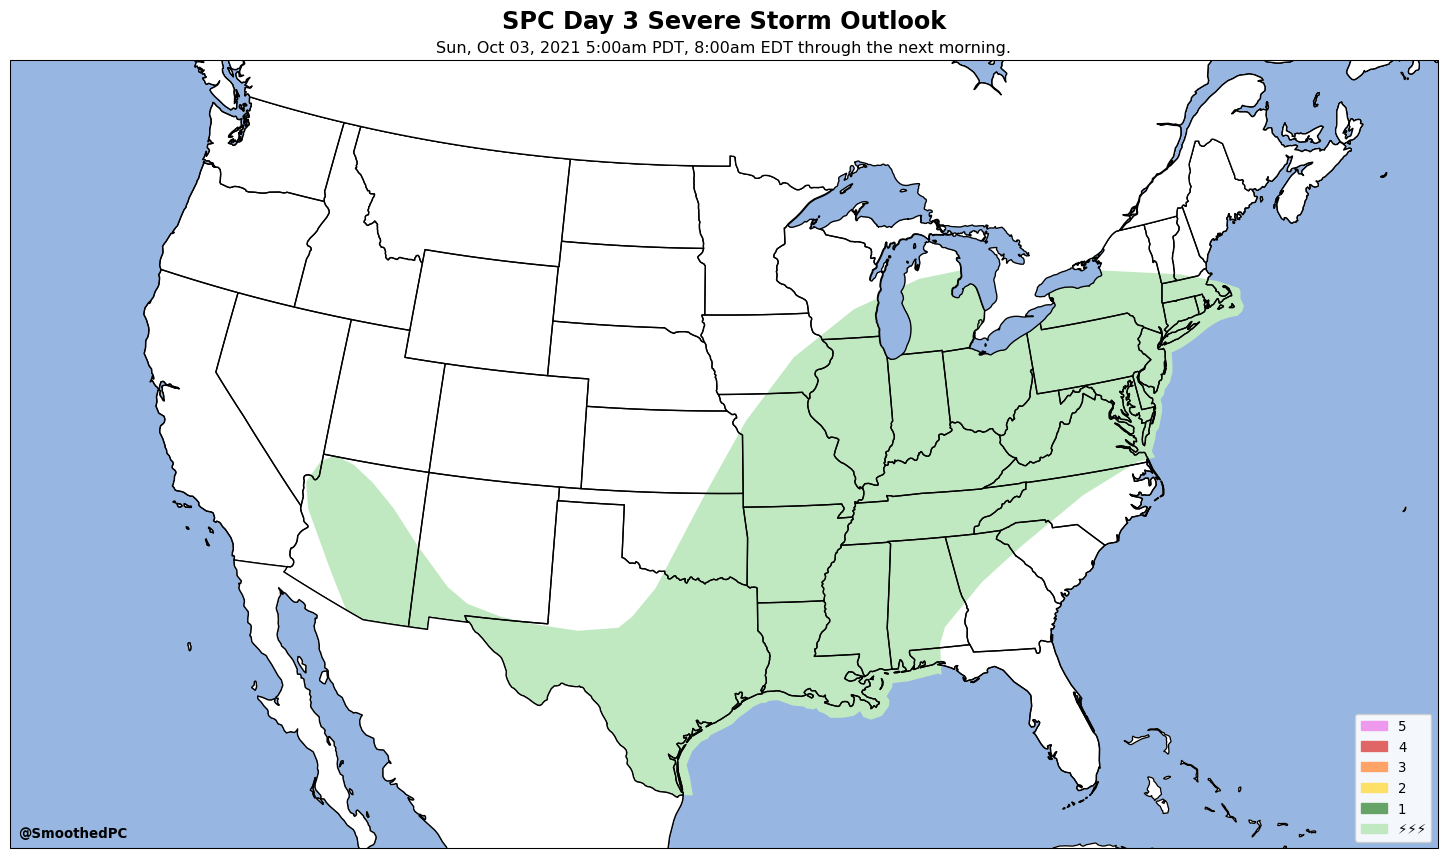 SPC Day 3 Severe Storm Outlook
Sun, Oct 03, 2021 5:00am PDT, 8:00am EDT through the next morning.
5
4
3
2
1
⚡⚡⚡
@SmoothedPC